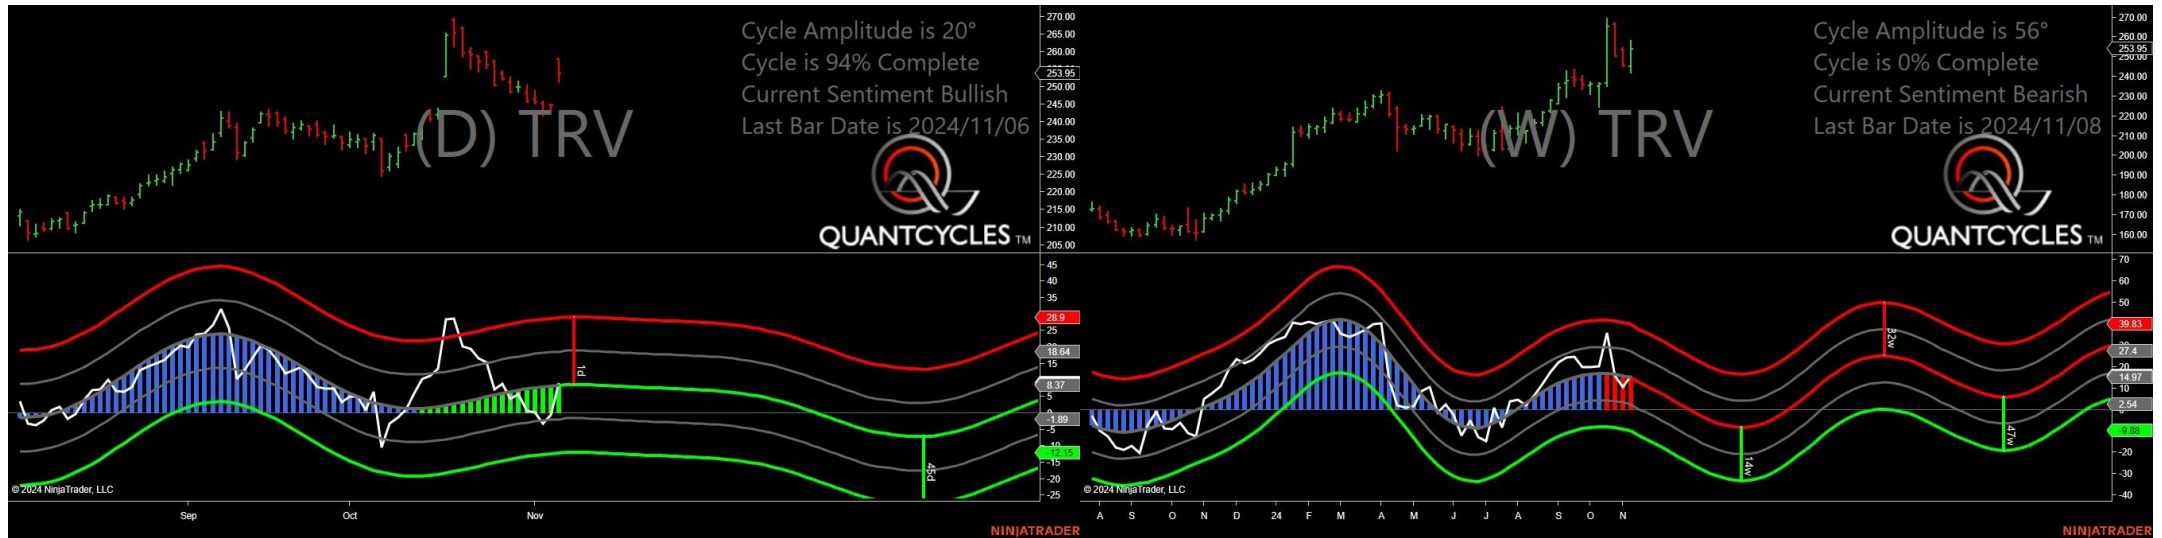 Cycle Amplitude is 20°
Cycle is 94% Complete
Current Sentiment Bullish
Last Bar Date is 2024/11/06
(D) TRV
QUANTCYCLES TM
270.00
265.00
260.00
253.95
250.00
245.00
240.00
235.00
230.00
225.00
220.00
215.00
210.00
205.00
45
40
35
28.9
25
18.64
15
8.37
5
-1.89
-5
-12.15
-15
-20
-25
1d
45d
© 2024 NinjaTrader, LLC
Sep
Oct
Nov
NINJATRADER
Cycle Amplitude is 56°
Cycle is 0% Complete
Current Sentiment Bearish
Last Bar Date is 2024/11/08
(W) TRV
QUANTCYCLES TM
270.00
260.00
253.95
250.00
240.00
230.00
220.00
210.00
200.00
190.00
180.00
170.00
160.00
70
60
50
39.83
27.4
20
14.97
10
2.54
-9.88
-20
-30
-40
32w
14w
47w
© 2024 NinjaTrader, LLC
A S O N D 24 F M A M J J A S O N
NINJATRADER